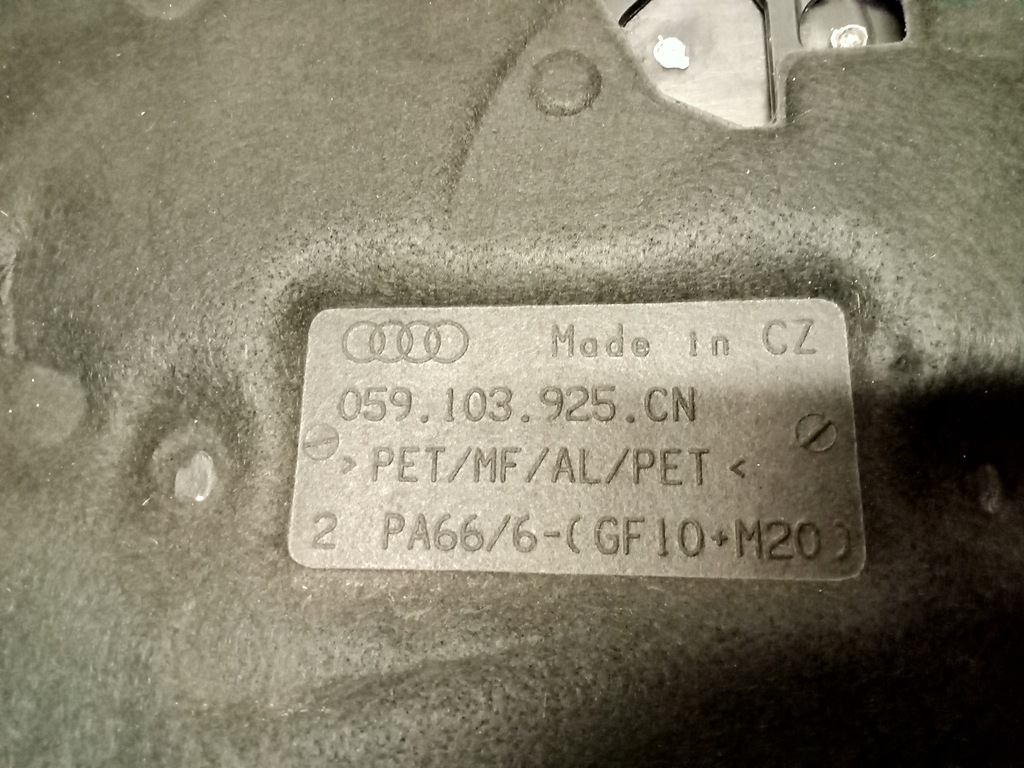 Made in CZ
059.103.925.CN
>PET/MF/AL/PET<
2 PA66/6-(GF10+M20)